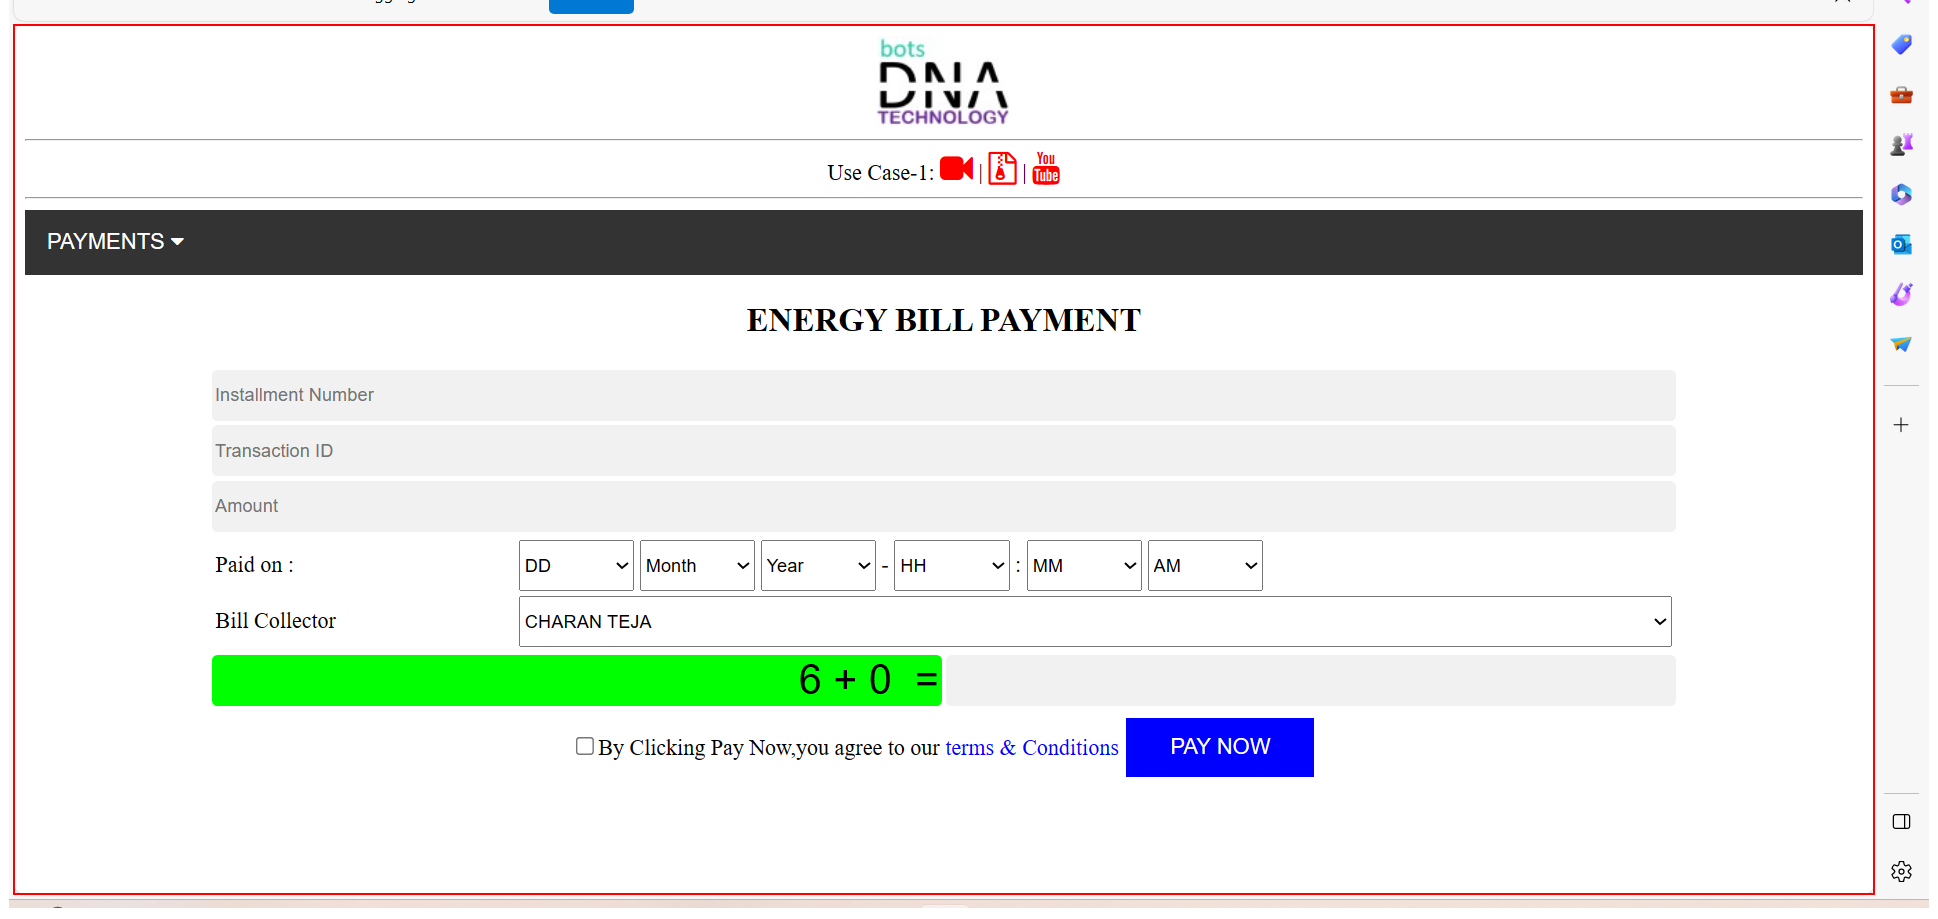 bots
DNA
TECHNOLOGY
Use Case-1: | | You Tube
PAYMENTS
ENERGY BILL PAYMENT
Installment Number
Transaction ID
Amount
Paid on : DD Month Year - HH : MM AM
Bill Collector CHARAN TEJA
6 + 0 =
By Clicking Pay Now,you agree to our terms & Conditions PAY NOW